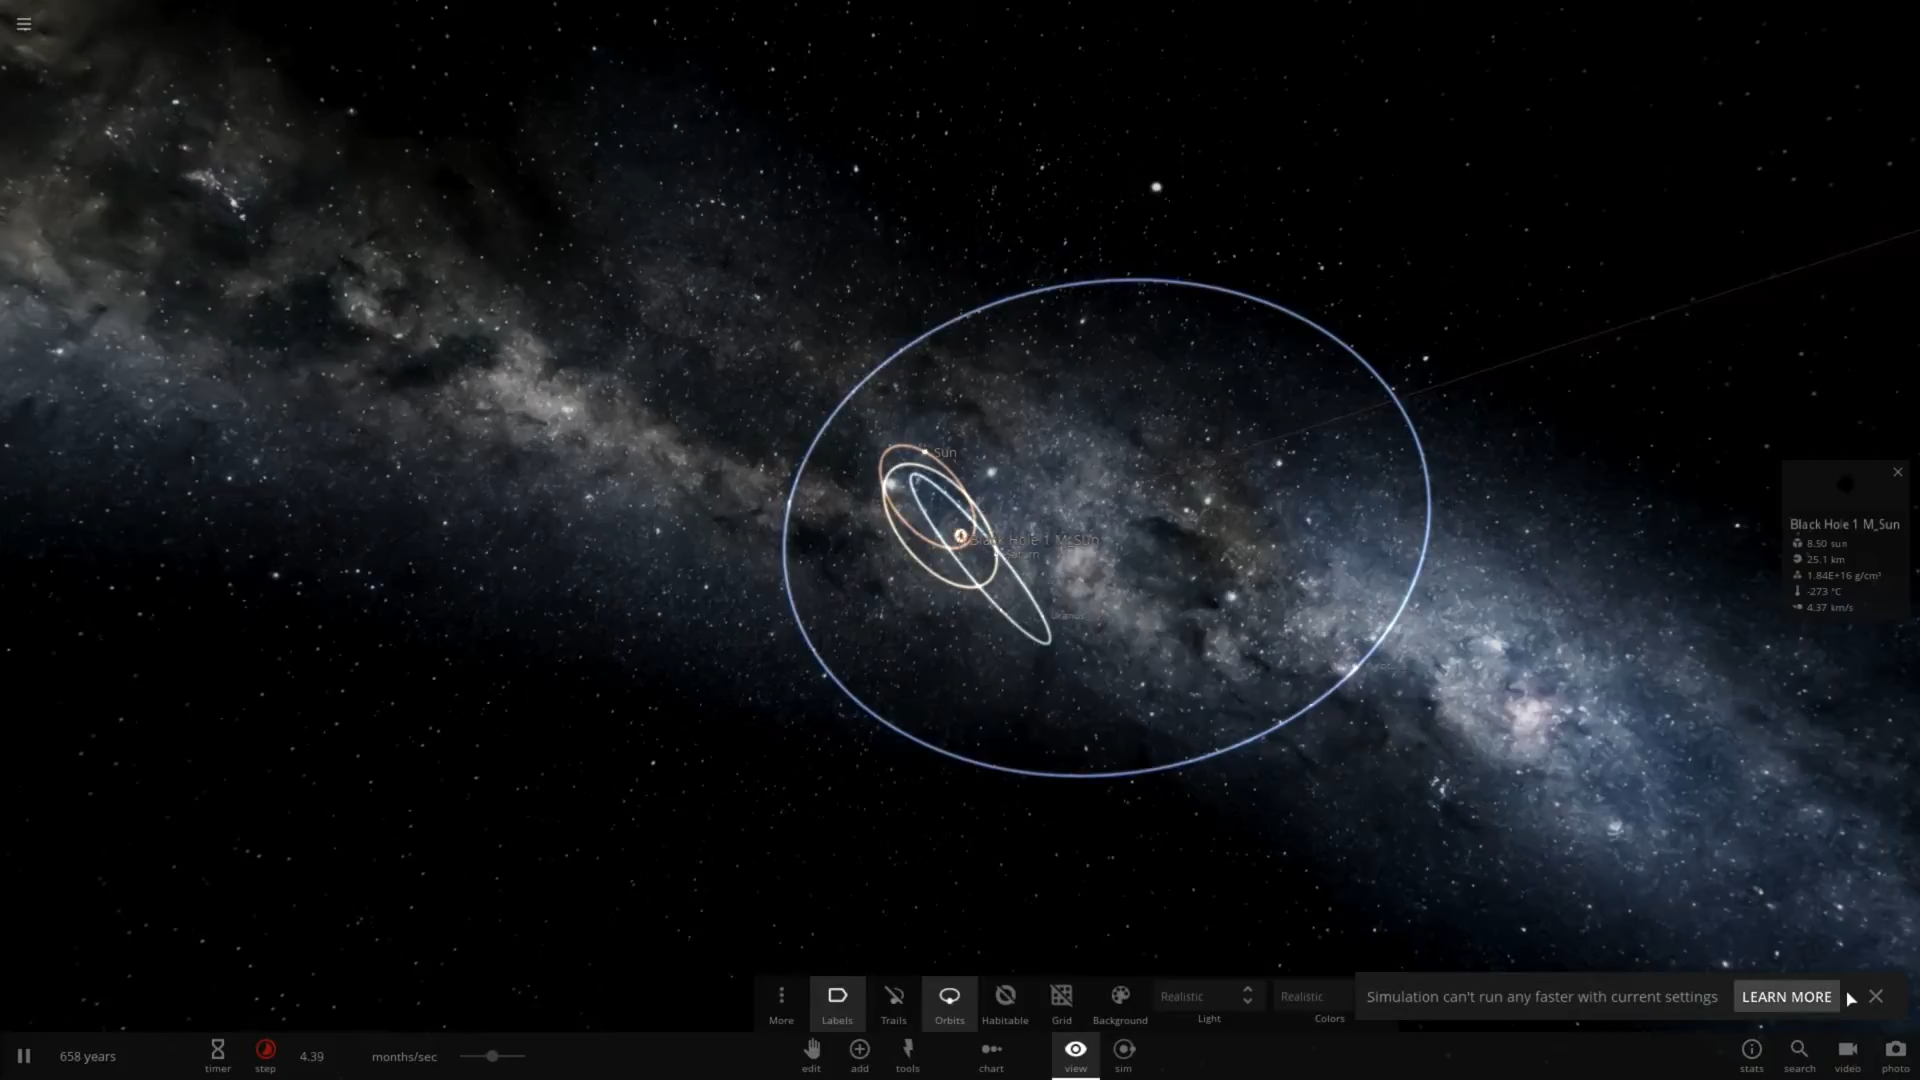 Sun
Black Hole 1 M_Sun
Saturn
Uranus
Black Hole 1 M_Sun
8.50 sun
25.1 km
1.84E+16 g/cm³
-273 °C
4.37 km/s
Simulation can't run any faster with current settings
LEARN MORE
Realistic
Realistic
More
Labels
Trails
Orbits
Habitable
Grid
Background
Light
Colors
658 years
timer
step
4.39
months/sec
edit
add
tools
chart
view
sim
stats
search
video
photo